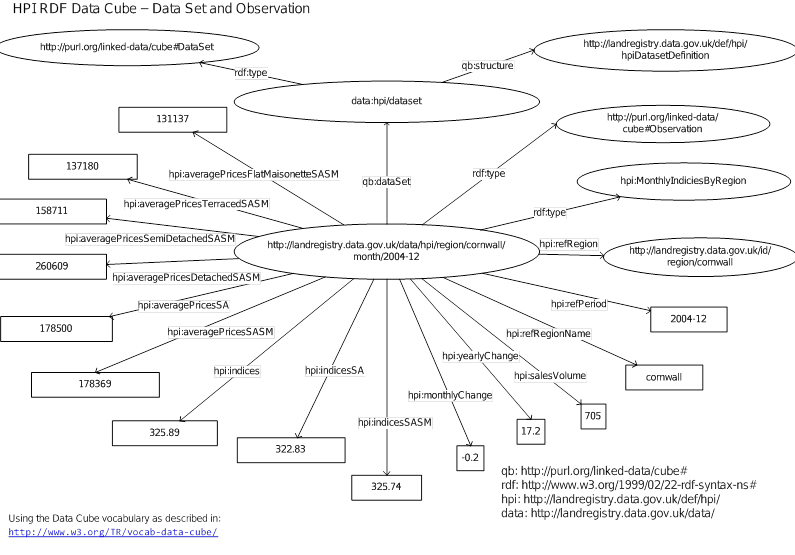 HPI RDF Data Cube – Data Set and Observation
http://purl.org/linked-data/cube#DataSet
http://landregistry.data.gov.uk/def/hpi/
hpiDatasetDefinition
rdf:type
qb:structure
data:hpi/dataset
131137
http://purl.org/linked-data/
cube#Observation
137180
hpi:averagePricesFlatMaisonetteSASM
rdf:type
qb:dataSet
hpi:MonthlyIndiciesByRegion
158711
hpi:averagePricesTerracedSASM
rdf:type
hpi:averagePricesSemiDetachedSASM
http://landregistry.data.gov.uk/data/hpi/region/cornwall/
month/2004-12
hpi:refRegion
http://landregistry.data.gov.uk/id/
region/cornwall
260609
hpi:averagePricesDetachedSASM
hpi:averagePricesSA
hpi:refPeriod
2004-12
178500
hpi:averagePricesSASM
hpi:refRegionName
hpi:yearlyChange
hpi:indices
hpi:indicesSA
hpi:salesVolume
cornwall
178369
hpi:monthlyChange
705
hpi:indicesSASM
325.89
17.2
322.83
-0.2
325.74
qb: http://purl.org/linked-data/cube#
rdf: http://www.w3.org/1999/02/22-rdf-syntax-ns#
hpi: http://landregistry.data.gov.uk/def/hpi/
data: http://landregistry.data.gov.uk/data/
Using the Data Cube vocabulary as described in:
http://www.w3.org/TR/vocab-data-cube/